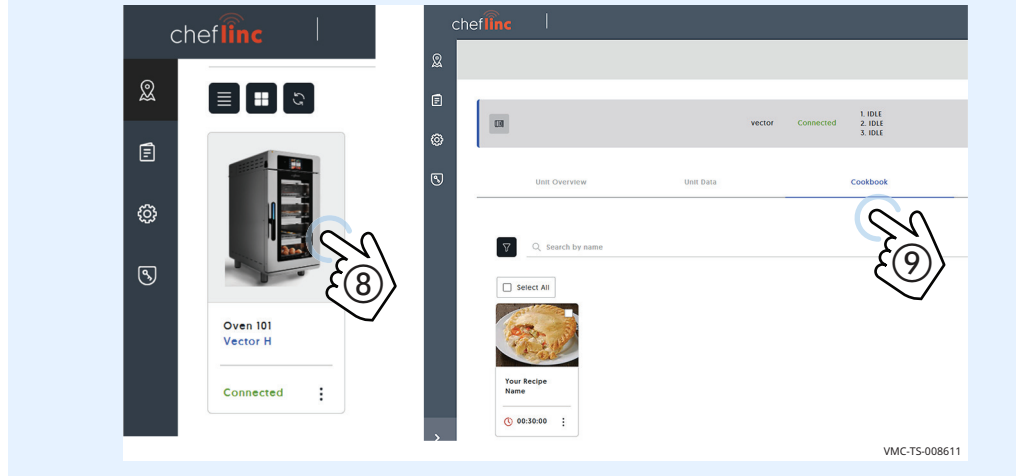 cheflinc
Oven 101
Vector H
Connected
8
cheflinc
vector
Connected
1. IDLE
2. IDLE
3. IDLE
Unit Overview
Unit Data
Cookbook
9
Search by name
Select All
Your Recipe
Name
00:30:00
VMC-TS-008611